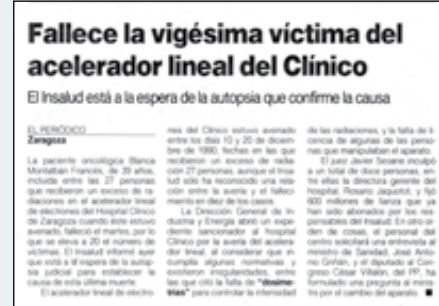 Fallece la vigésima víctima del
acelerador lineal del Clínico
El Insalud está a la espera de la autopsia que confirme la causa
EL PERIÓDICO
Zaragoza
La paciente oncológica Blanca
Montalbán Francés, de 39 años,
incluida entre las 27 personas
que recibieron un exceso de ra-
diaciones en el acelerador lineal
de electrones del Hospital Clínico
de Zaragoza cuando éste estuvo
averiado, falleció el martes, por lo
que se eleva a 20 el número de
víctimas. El Insalud informó ayer
que está a la espera de la autop-
sia judicial para establecer la
causa de esta última muerte.
El acelerador lineal de electro-
nes del Clínico estuvo averiado
entre los días 10 y 20 de diciem-
bre de 1990, fechas en las que
recibieron un exceso de radia-
ción 27 personas, aunque el Insa-
lud sólo ha reconocido una rela-
ción entre la avería y el falleci-
miento en diez de los casos.
La Dirección General de In-
dustria y Energía abrió un expe-
diente sancionador al hospital
Clínico por la avería del acelera-
dor lineal, al considerar que se
cumplía algunas normativas y
existieron irregularidades, entre
las que citó la falta de "dosime-
trías" para controlar la intensidad
de las radiaciones, y la falta de li-
cencia de algunas de las perso-
nas que manipulaban el aparato.
El juez Javier Seoane inculpó
a un total de doce personas, en-
tre ellas la directora gerente del
hospital, Rosario Jaquotot, y fijó
600 millones de fianza que ya
han sido abonados por los res-
ponsables del Insalud. En otro or-
den de cosas, el personal del
centro solicitará una entrevista al
ministro de Sanidad, José Anto-
nio Griñán, y el diputado al Con-
greso César Villalón, del PP, ha
formulado una pregunta al minis-
tro por el cambio del aparato.